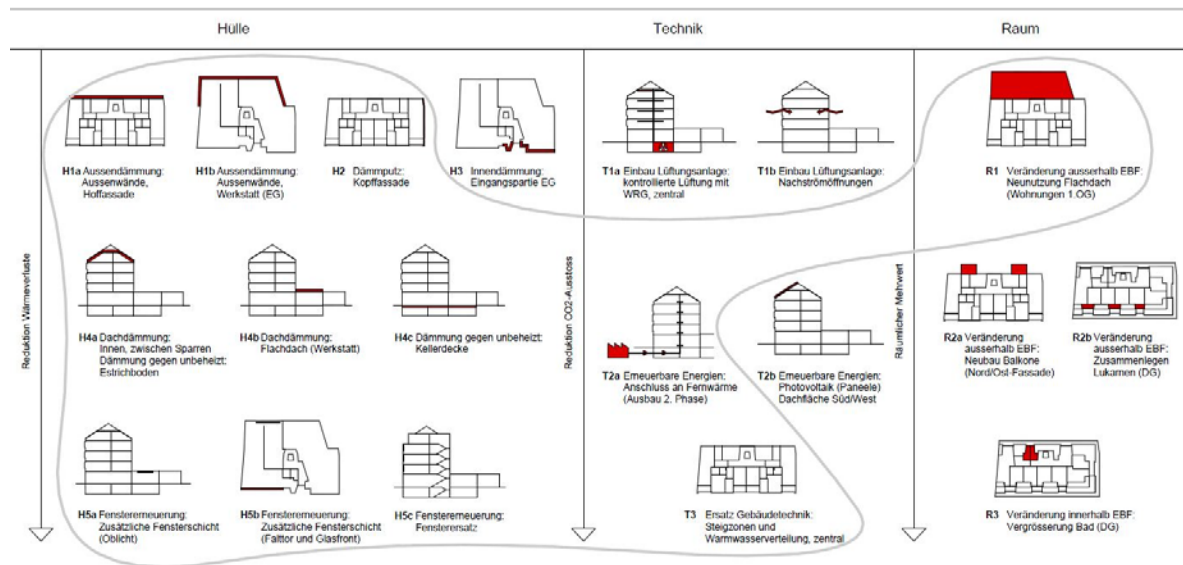 Hülle
Technik
Raum
Reduktion Wärmeverluste
H1a Aussendämmung:
Aussenwände,
Hoffassade
H1b Aussendämmung:
Aussenwände,
Werkstatt (EG)
H2 Dämmputz:
Kopffassade
H3 Innendämmung:
Eingangspartie EG
H4a Dachdämmung:
Innen, zwischen Sparren
Dämmung gegen unbeheizt:
Estrichboden
H4b Dachdämmung:
Flachdach (Werkstatt)
H4c Dämmung gegen unbeheizt:
Kellerdecke
H5a Fenstererneuerung:
Zusätzliche Fensterschicht
(Oblicht)
H5b Fenstererneuerung:
Zusätzliche Fensterschicht
(Falttor und Glasfront)
H5c Fenstererneuerung:
Fensterersatz
Reduktion CO2-Ausstoss
T1a Einbau Lüftungsanlage:
kontrollierte Lüftung mit
WRG, zentral
T1b Einbau Lüftungsanlage:
Nachströmöffnungen
T2a Erneuerbare Energien:
Anschluss an Fernwärme
(Ausbau 2. Phase)
T2b Erneuerbare Energien:
Photovoltaik (Paneele)
Dachfläche Süd/West
T3 Ersatz Gebäudetechnik:
Steigzonen und
Warmwasserverteilung, zentral
Räumlicher Mehrwert
R1 Veränderung ausserhalb EBF:
Neunutzung Flachdach
(Wohnungen 1.OG)
R2a Veränderung
ausserhalb EBF:
Neubau Balkone
(Nord/Ost-Fassade)
R2b Veränderung
ausserhalb EBF:
Zusammenlegen
Lukarnen (DG)
R3 Veränderung innerhalb EBF:
Vergrösserung Bad (DG)